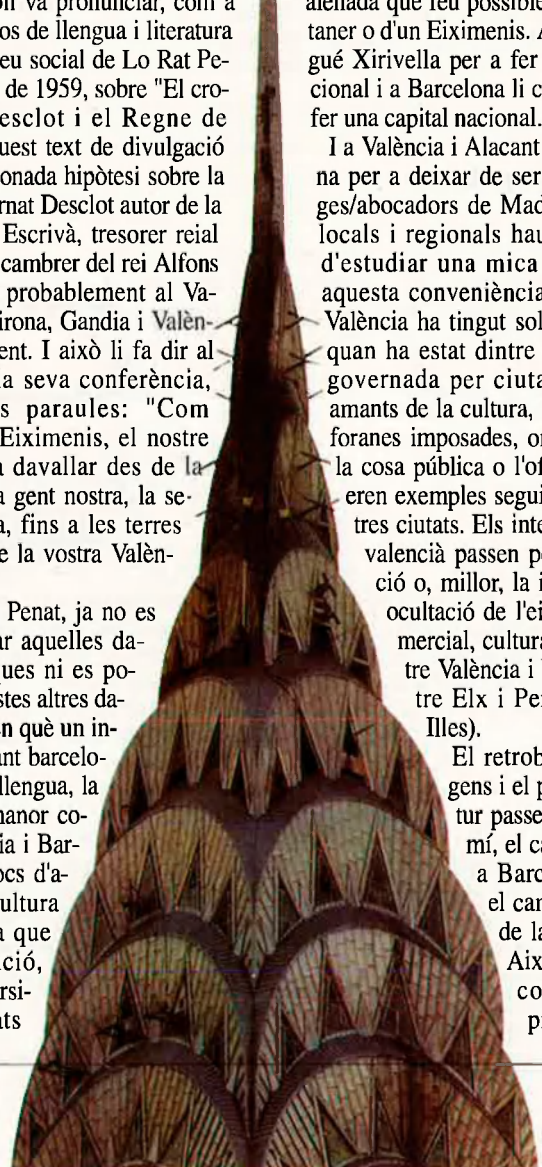 on va pronunciar, com a
os de llengua i literatura
eu social de Lo Rat Pe-
de 1959, sobre "El cro-
esclot i el Regne de
uest text de divulgació
onada hipòtesi sobre la
rnat Desclot autor de la
Escrivà, tresorer reial
cambrer del rei Alfons
probablement al Va-
irona, Gandia i Valèn-
ent. I això li fa dir al
a seva conferència,
s paraules: "Com
Eiximenis, el nostre
a davallar des de la
a gent nostra, la se-
a, fins a les terres
e la vostra Valèn-
Penat, ja no es
ar aquelles da-
ques ni es po-
stes altres da-
en què un in-
ant barcelo-
llengua, la
manor co-
ia i Bar-
ocs d'a-
ultura
a que
ció,
rsi-
ats
alenada que feu possible
taner o d'un Eiximenis. A
gué Xirivella per a fer
cional i a Barcelona li c
fer una capital nacional.
I a València i Alacant
na per a deixar de ser
ges/abocadors de Mad
locals i regionals hau
d'estudiar una mica
aquesta conveniència
València ha tingut sol
quan ha estat dintre
governada per ciuta
amants de la cultura,
foranes imposades, on
la cosa pública o l'of
eren exemples segui
tres ciutats. Els inte
valencià passen pe
ció o, millor, la i
ocultació de l'ei
mercial, cultura
tre València i
tre Elx i Per
Illes).
El retrob
gens i el p
tur passe
mí, el ca
a Barc
el can
de la
Aix
co
p